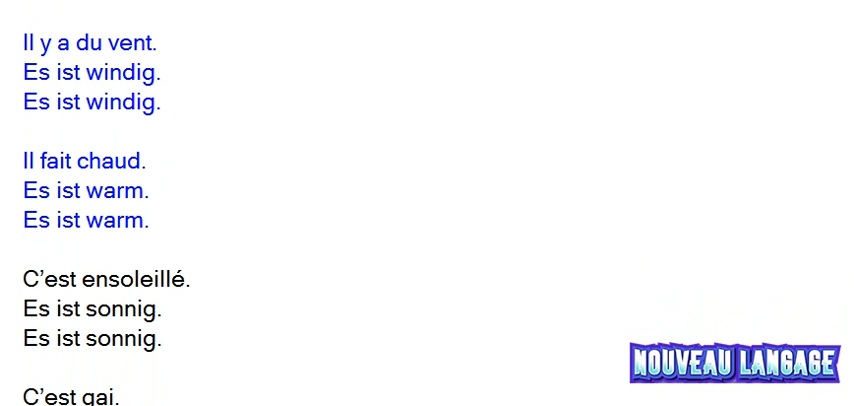 Il y a du vent.
Es ist windig.
Es ist windig.
Il fait chaud.
Es ist warm.
Es ist warm.
C’est ensoleillé.
Es ist sonnig.
Es ist sonnig.
C’est gai.
NOUVEAU LANGAGE